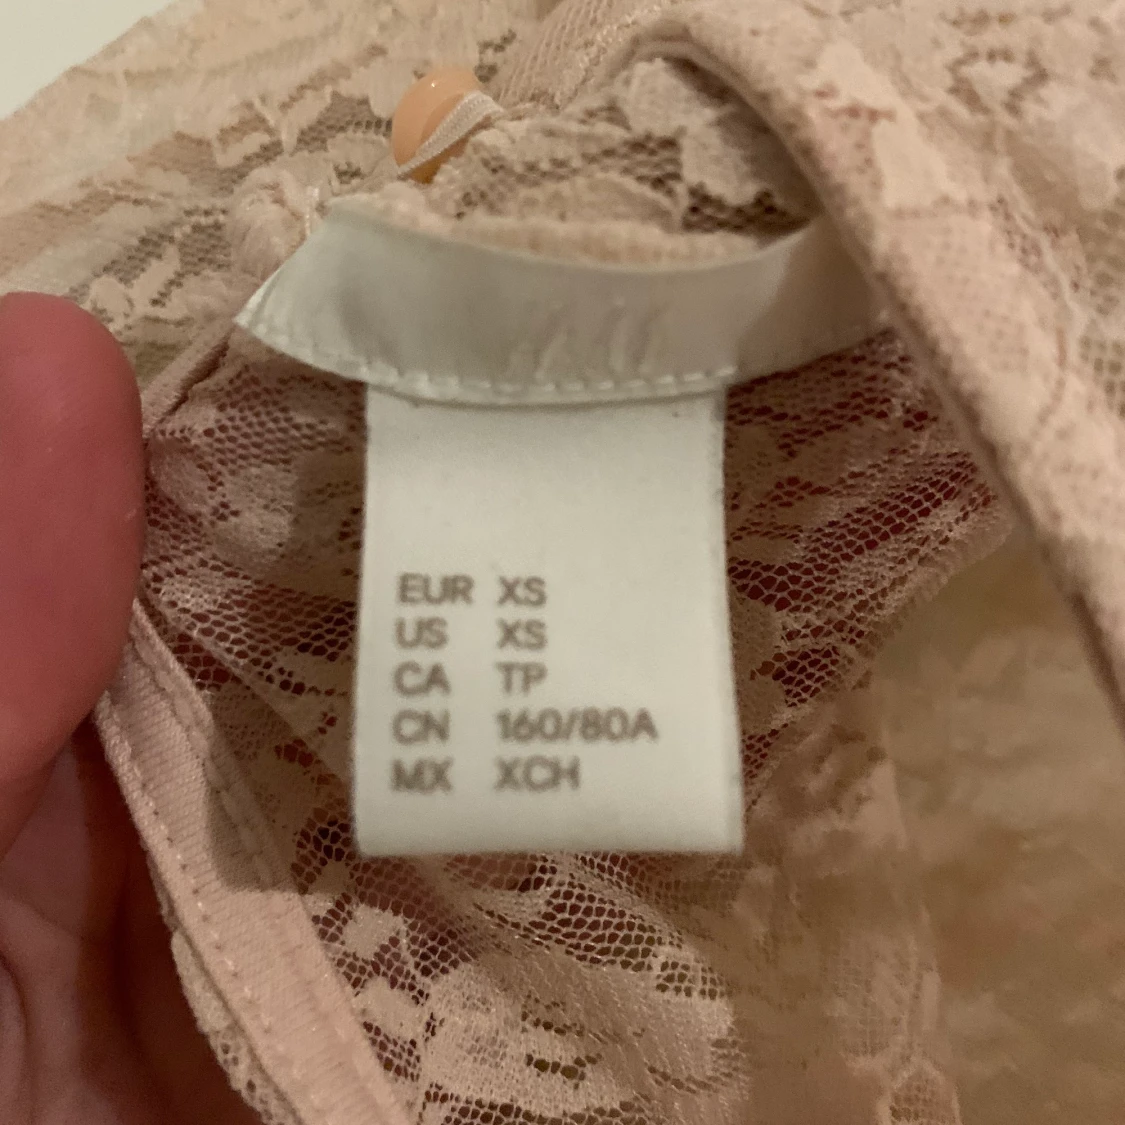 EUR XS
US XS
CA TP
CN 160/80A
MX XCH